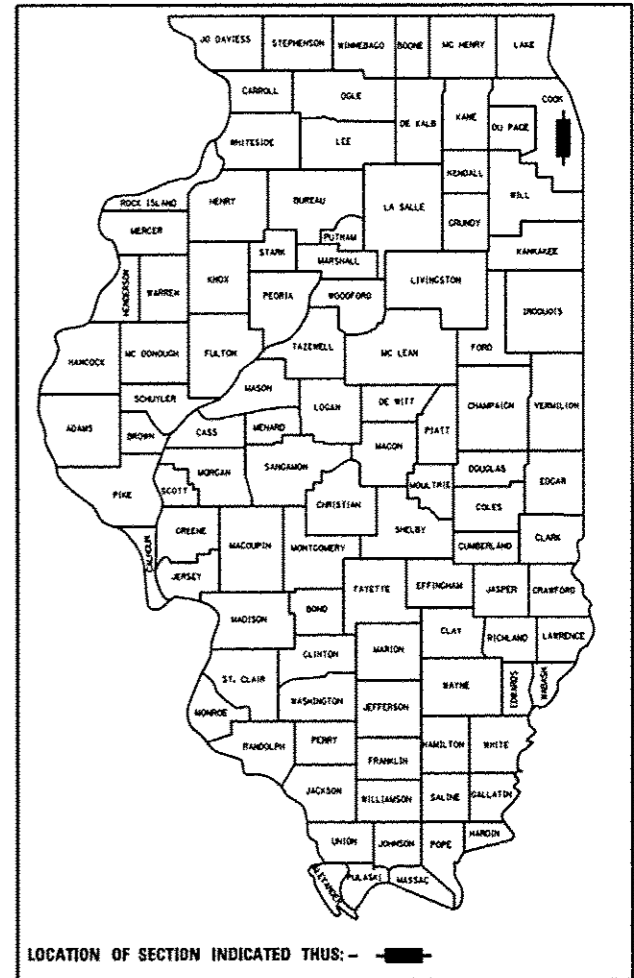 JO DAVIESS STEPHENSON WINNEBAGO BOONE MC HENRY LAKE
CARROLL OGLE DE KALB KANE COOK
DU PAGE
WHITESIDE LEE
KENDALL WILL
ROCK ISLAND HENRY BUREAU LA SALLE GRUNDY
MERCER PUTNAM
STARK MARSHALL KANKAKEE
HENDERSON WARREN KNOX PEORIA WOODFORD LIVINGSTON
IROQUOIS
HANCOCK MC DONOUGH FULTON TAZEWELL MC LEAN FORD
MASON
SCHUYLER LOGAN DE WITT CHAMPAIGN VERMILION
ADAMS BROWN CASS MENARD MACON PIATT
PIKE SCOTT MORGAN SANGAMON MOULTRIE DOUGLAS EDGAR
CHRISTIAN COLES
CALHOUN GREENE MACOUPIN MONTGOMERY SHELBY CUMBERLAND CLARK
JERSEY
FAYETTE EFFINGHAM JASPER CRAWFORD
MADISON BOND
CLAY RICHLAND LAWRENCE
CLINTON MARION
ST. CLAIR WAYNE EDWARDS WABASH
MONROE WASHINGTON JEFFERSON
RANDOLPH PERRY HAMILTON WHITE
FRANKLIN
JACKSON WILLIAMSON SALINE GALLATIN
UNION JOHNSON POPE HARDIN
ALEXANDER PULASKI MASSAC
LOCATION OF SECTION INDICATED THUS: -